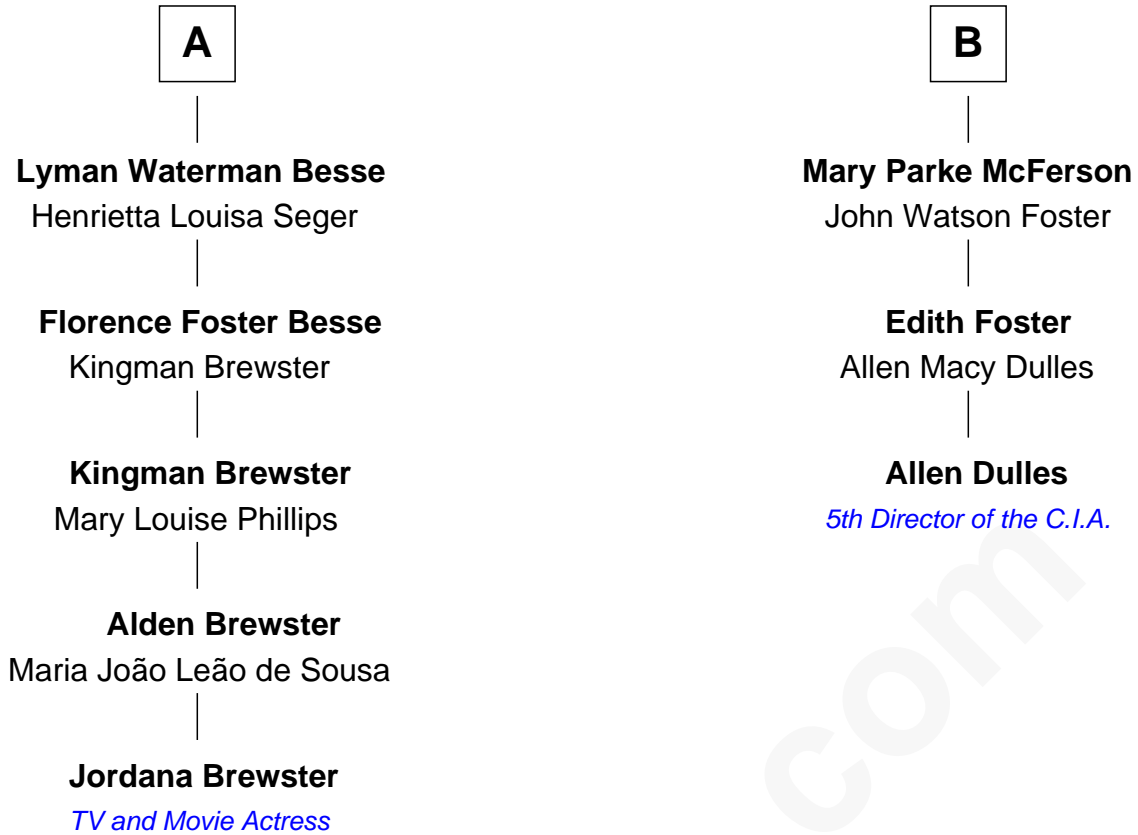 A
Lyman Waterman Besse
Henrietta Louisa Seger
Florence Foster Besse
Kingman Brewster
Kingman Brewster
Mary Louise Phillips
Alden Brewster
Maria João Leão de Sousa
Jordana Brewster
TV and Movie Actress
B
Mary Parke McFerson
John Watson Foster
Edith Foster
Allen Macy Dulles
Allen Dulles
5th Director of the C.I.A.
com